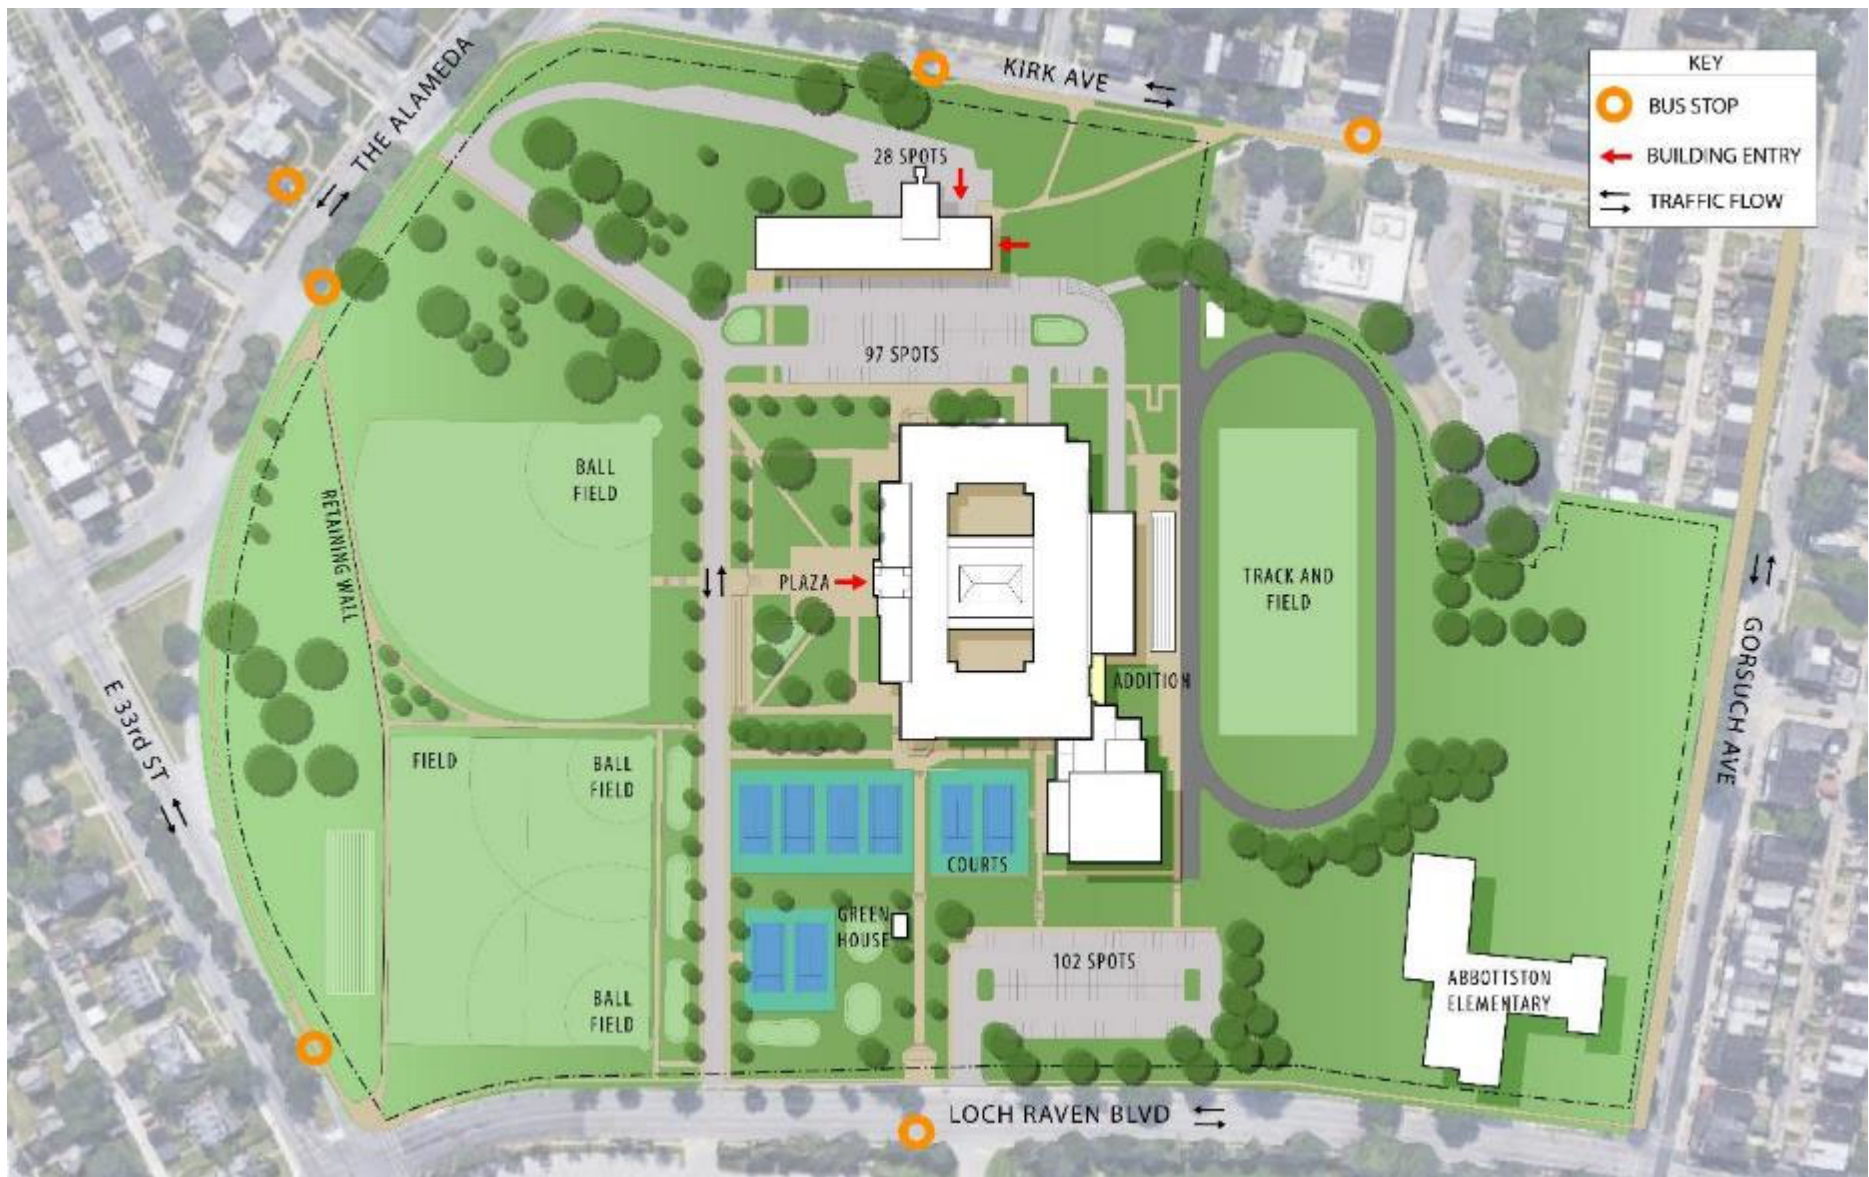 KIRK AVE
KEY
BUS STOP
BUILDING ENTRY
TRAFFIC FLOW
THE ALAMEDA
28 SPOTS
97 SPOTS
BALL
FIELD
RETAINING WALL
PLAZA
TRACK AND
FIELD
ADDITION
GORSUCH AVE
E 33rd ST
FIELD
BALL
FIELD
COURTS
GREEN
HOUSE
102 SPOTS
ABBOTTSTON
ELEMENTARY
BALL
FIELD
LOCH RAVEN BLVD